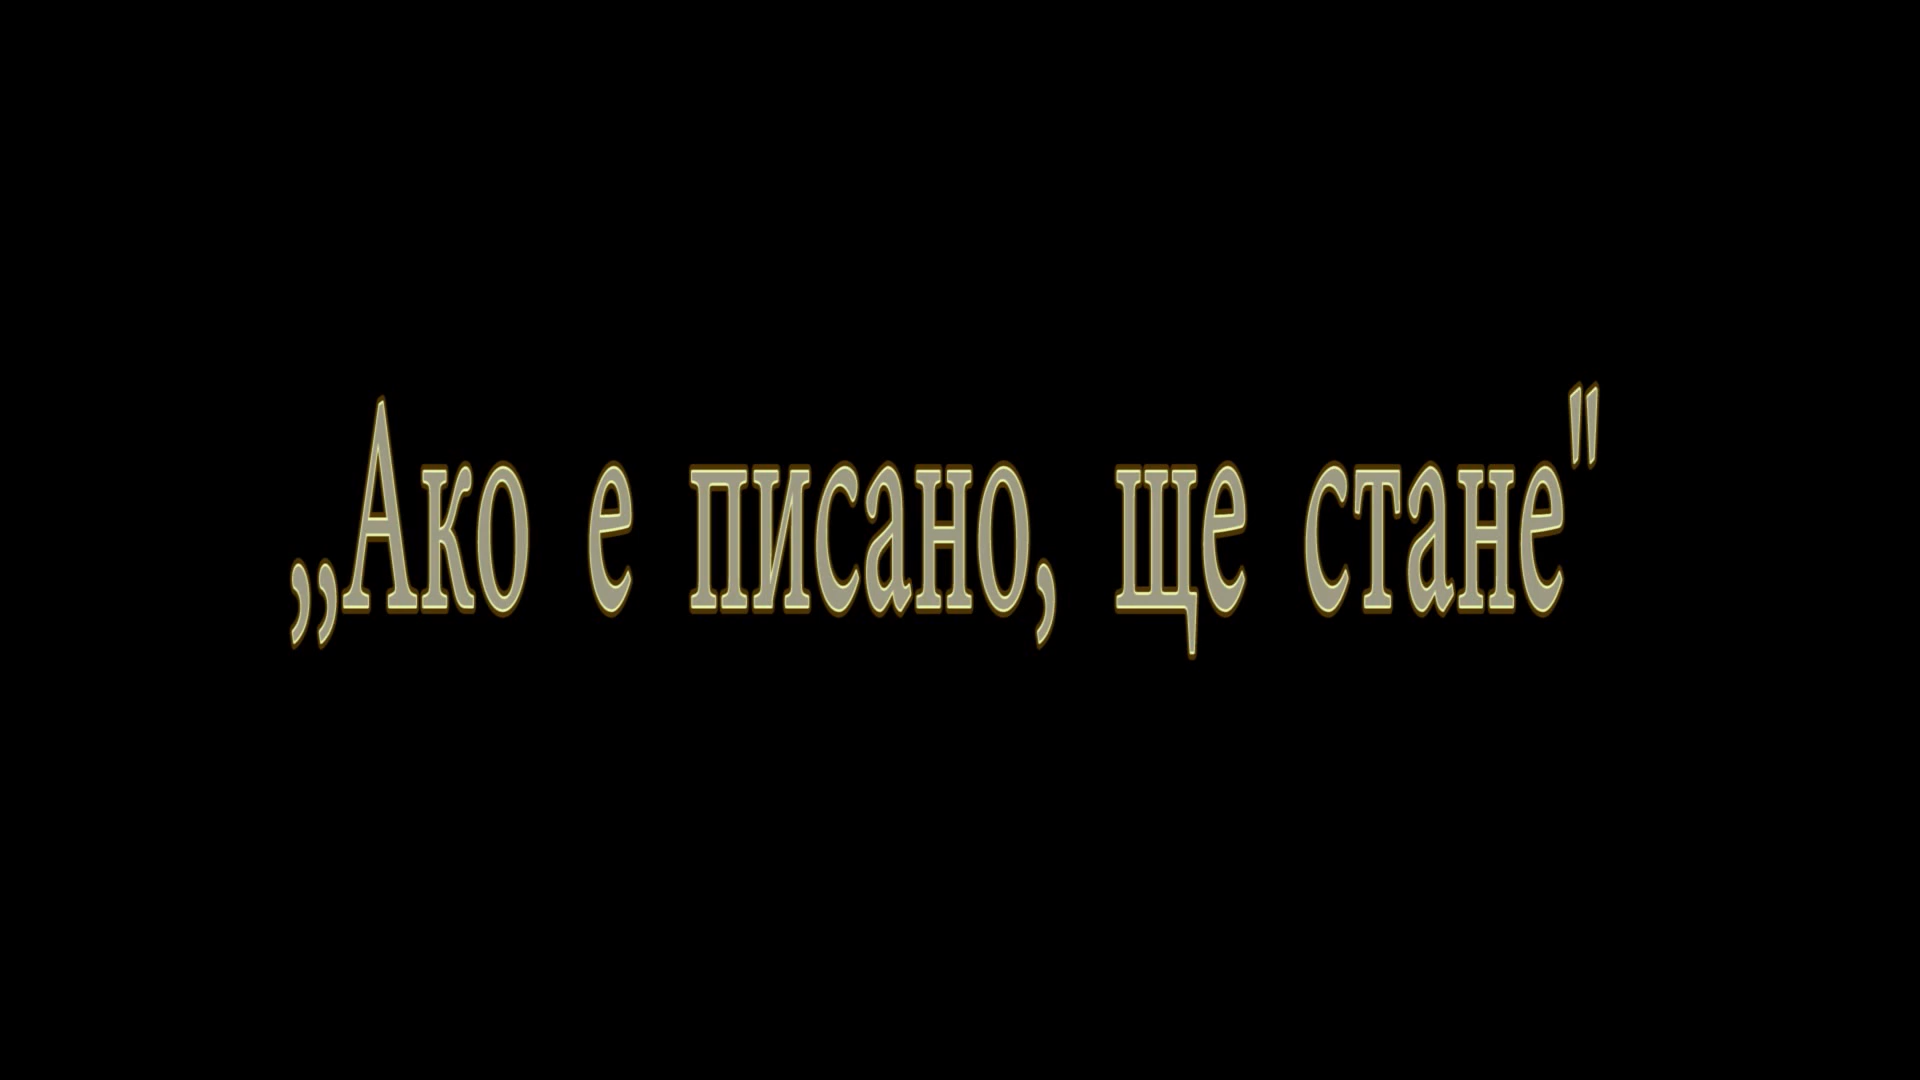 „Ако е писано, ще стане"